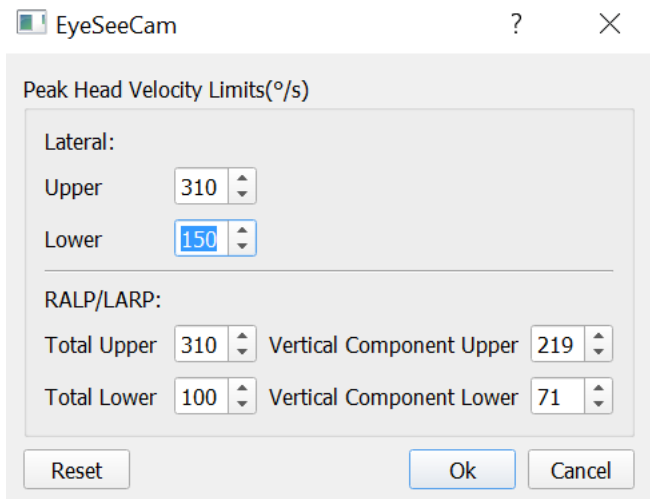 EyeSeeCam ?
Peak Head Velocity Limits(°/s)
Lateral:
Upper 310
Lower 150
RALP/LARP:
Total Upper 310 Vertical Component Upper 219
Total Lower 100 Vertical Component Lower 71
Reset Ok Cancel